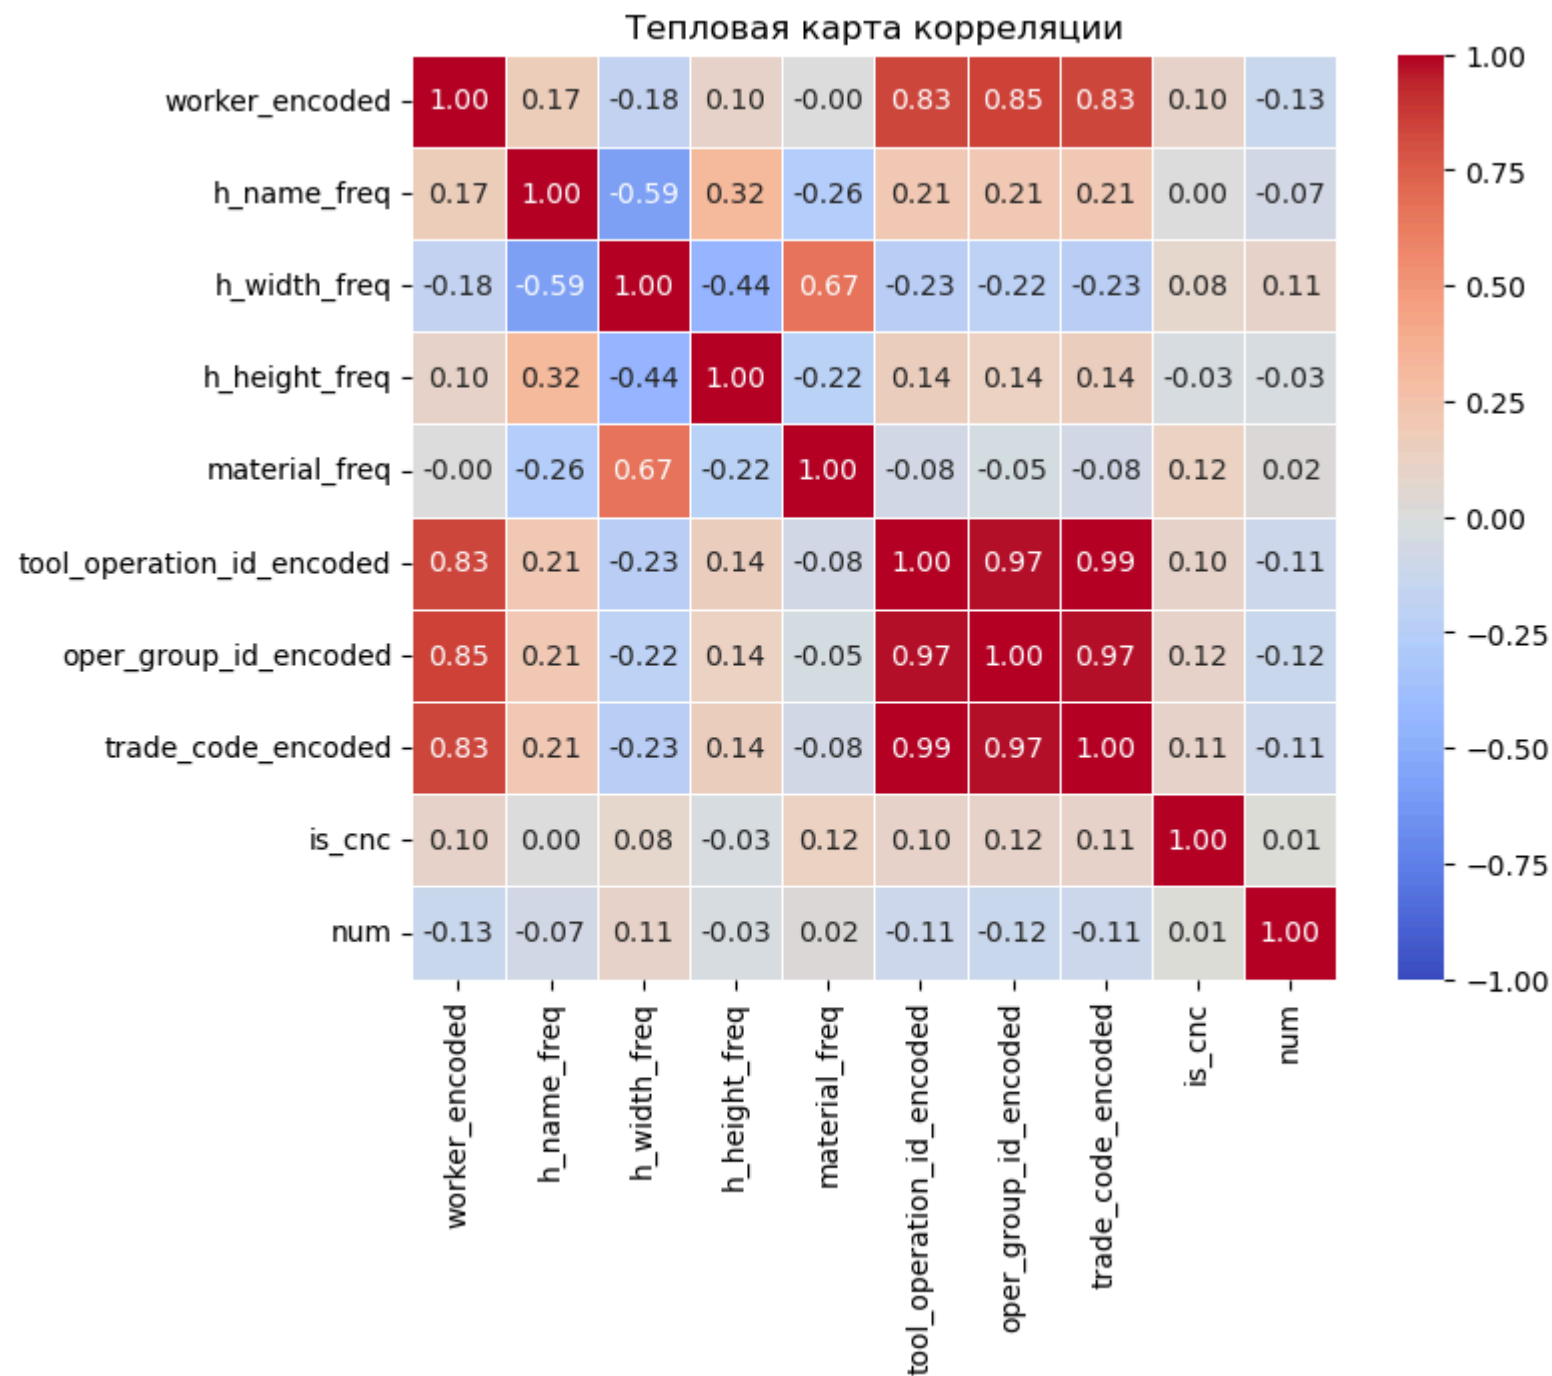 Тепловая карта корреляции
worker_encoded 1.00 0.17 -0.18 0.10 -0.00 0.83 0.85 0.83 0.10 -0.13
h_name_freq 0.17 1.00 -0.59 0.32 -0.26 0.21 0.21 0.21 0.00 -0.07
h_width_freq -0.18 -0.59 1.00 -0.44 0.67 -0.23 -0.22 -0.23 0.08 0.11
h_height_freq 0.10 0.32 -0.44 1.00 -0.22 0.14 0.14 0.14 -0.03 -0.03
material_freq -0.00 -0.26 0.67 -0.22 1.00 -0.08 -0.05 -0.08 0.12 0.02
tool_operation_id_encoded 0.83 0.21 -0.23 0.14 -0.08 1.00 0.97 0.99 0.10 -0.11
oper_group_id_encoded 0.85 0.21 -0.22 0.14 -0.05 0.97 1.00 0.97 0.12 -0.12
trade_code_encoded 0.83 0.21 -0.23 0.14 -0.08 0.99 0.97 1.00 0.11 -0.11
is_cnc 0.10 0.00 0.08 -0.03 0.12 0.10 0.12 0.11 1.00 0.01
num -0.13 -0.07 0.11 -0.03 0.02 -0.11 -0.12 -0.11 0.01 1.00
worker_encoded
h_name_freq
h_width_freq
h_height_freq
material_freq
tool_operation_id_encoded
oper_group_id_encoded
trade_code_encoded
is_cnc
num
1.00
0.75
0.50
0.25
0.00
−0.25
−0.50
−0.75
−1.00